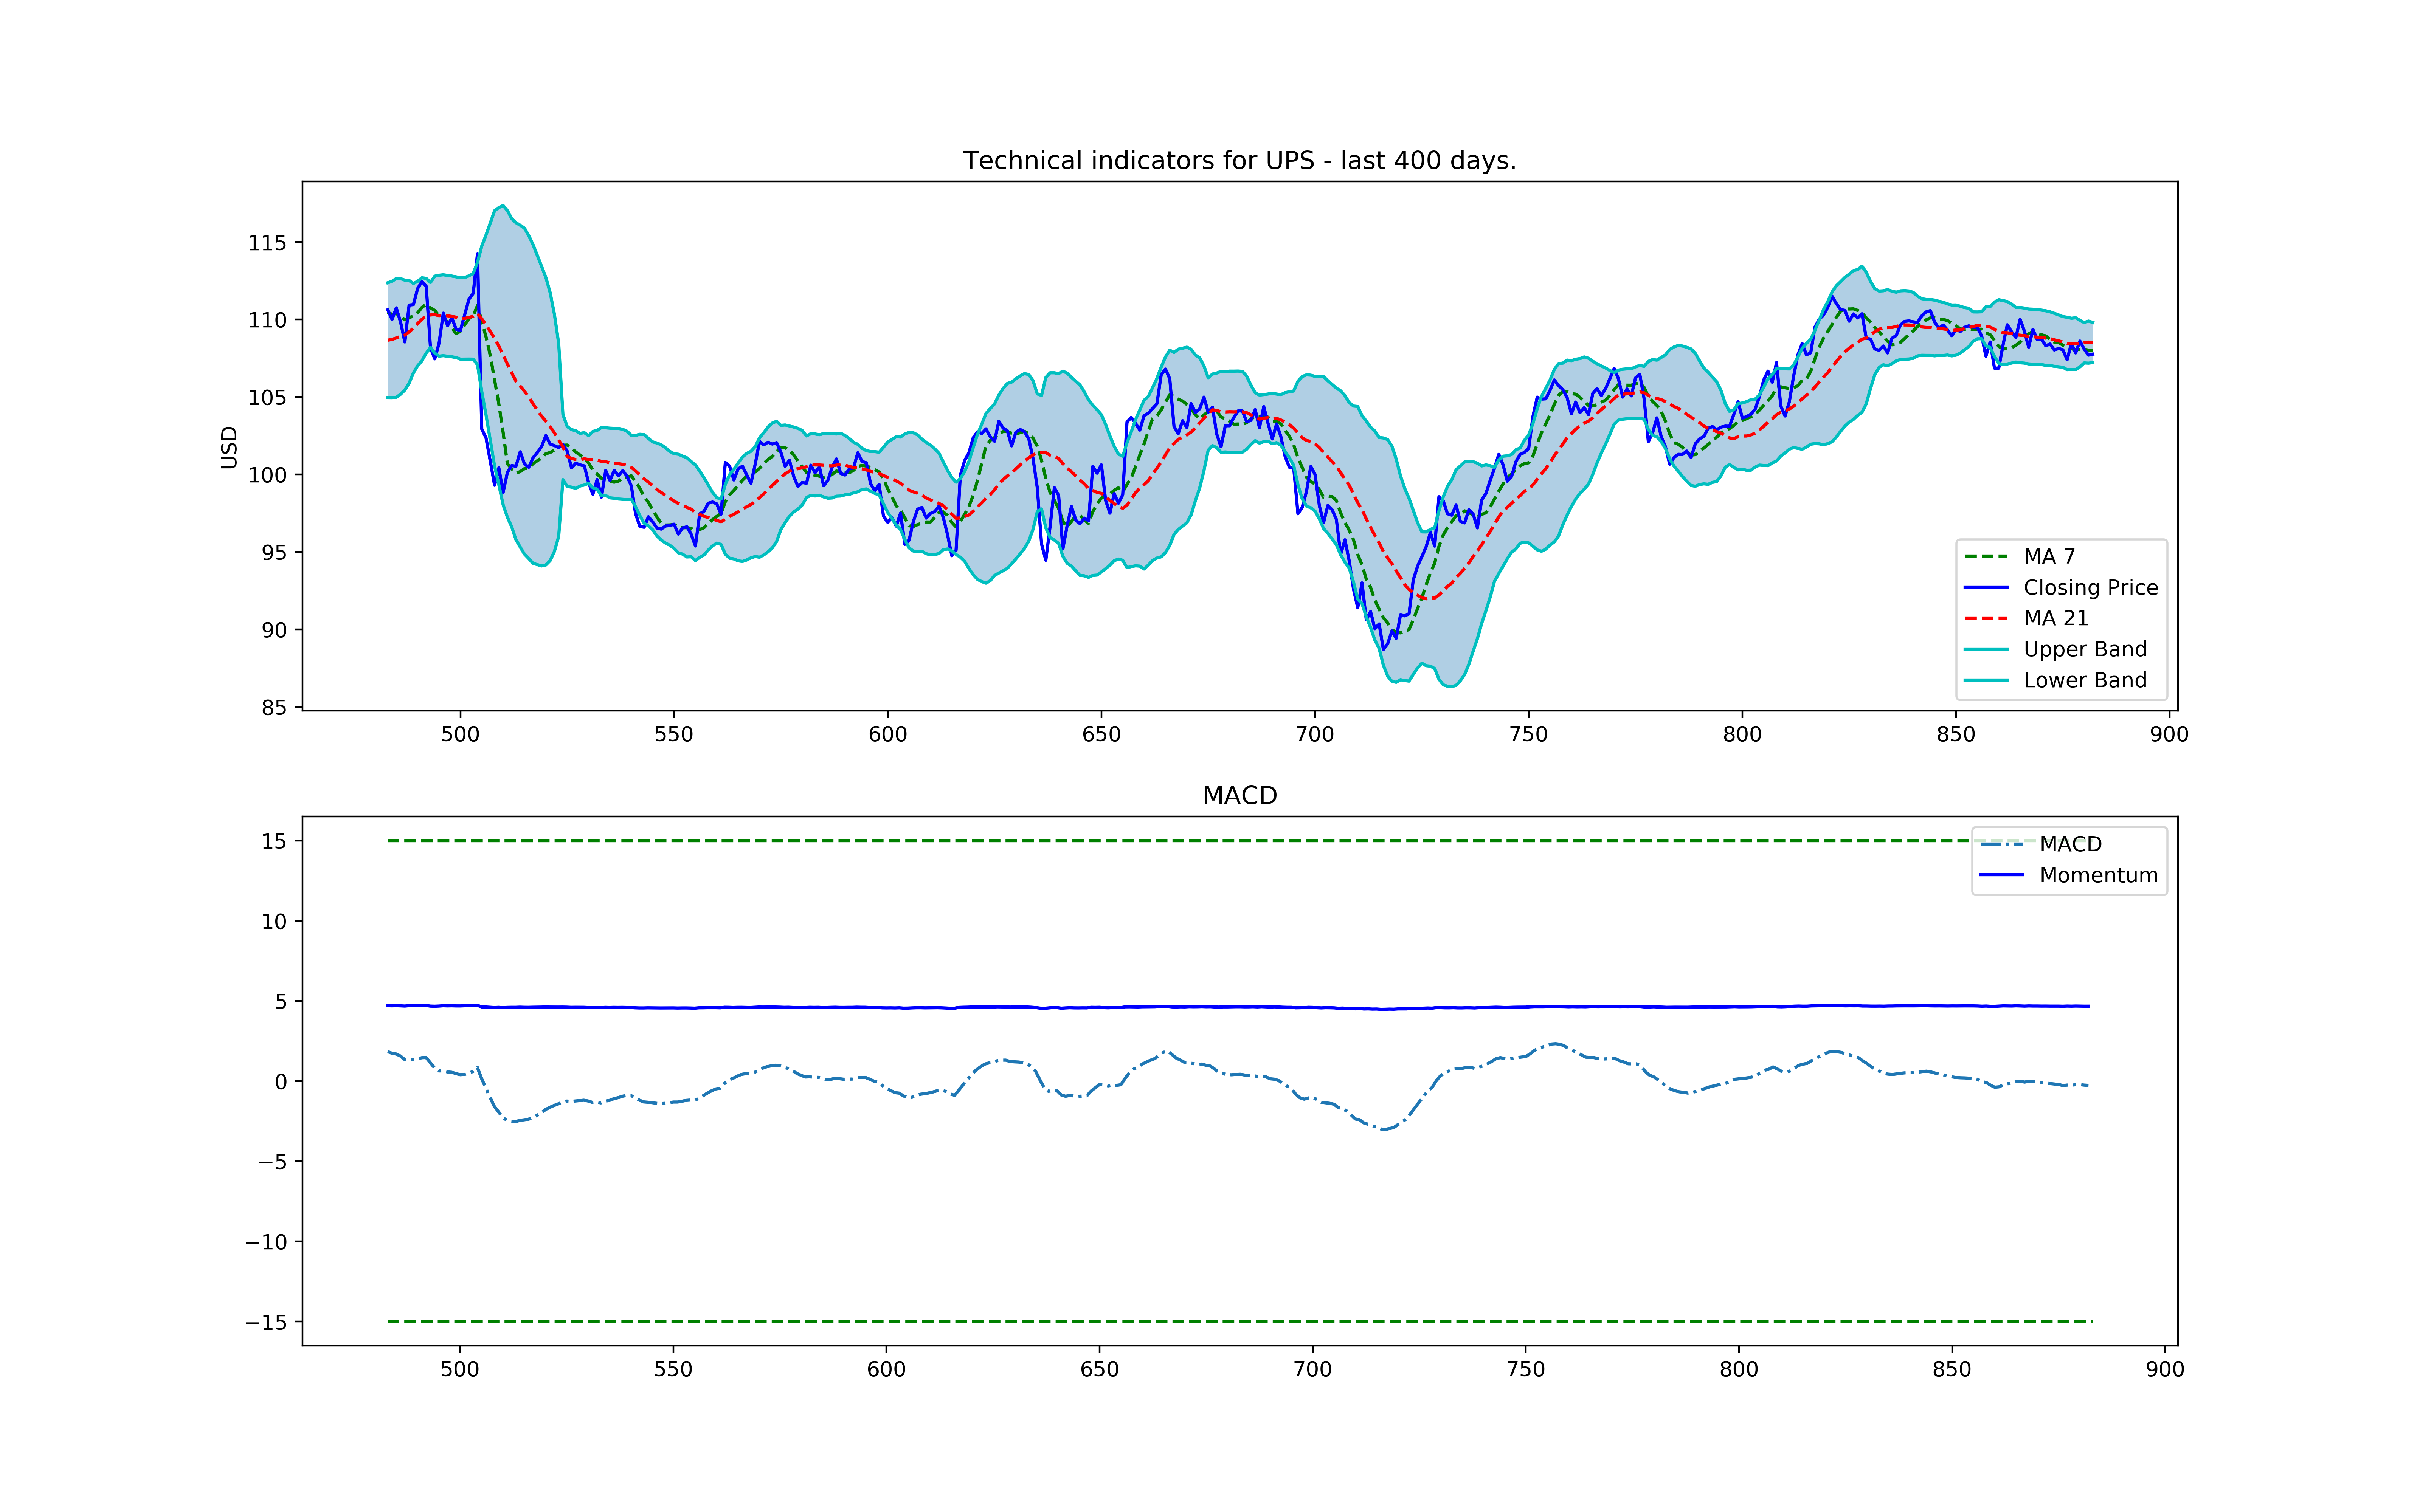 Technical indicators for UPS - last 400 days.
USD
115
110
105
100
95
90
85
MA 7
Closing Price
MA 21
Upper Band
Lower Band
500 550 600 650 700 750 800 850 900
MACD
15
10
5
0
−5
−10
−15
MACD
Momentum
500 550 600 650 700 750 800 850 900